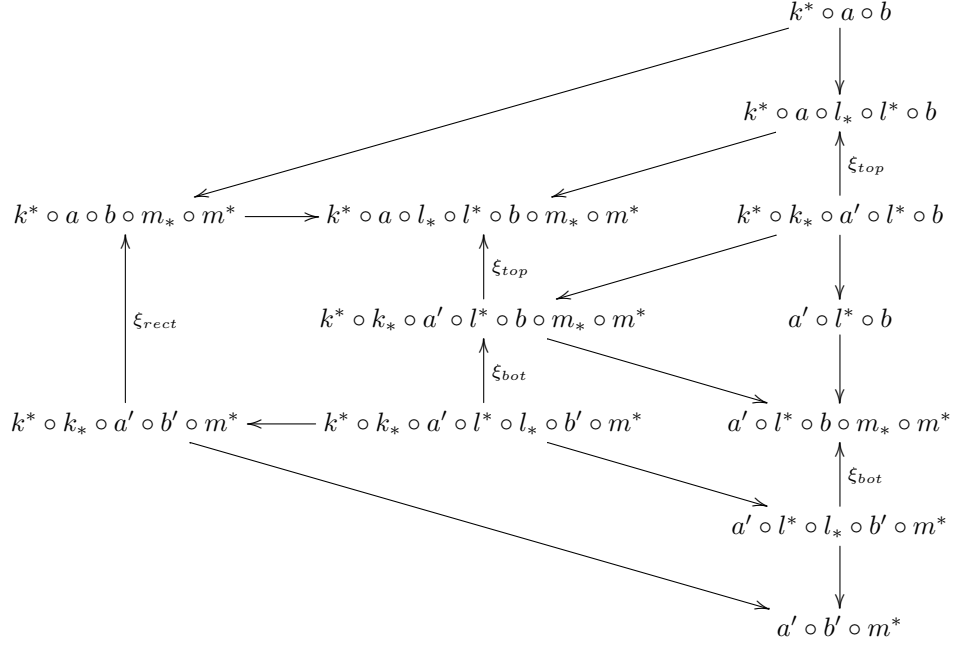 k* ∘ a ∘ b
k* ∘ a ∘ l_* ∘ l* ∘ b
ξ_top
k* ∘ a ∘ b ∘ m_* ∘ m* k* ∘ a ∘ l_* ∘ l* ∘ b ∘ m_* ∘ m* k* ∘ k_* ∘ a′ ∘ l* ∘ b
ξ_top
ξ_rect k* ∘ k_* ∘ a′ ∘ l* ∘ b ∘ m_* ∘ m* a′ ∘ l* ∘ b
ξ_bot
k* ∘ k_* ∘ a′ ∘ b′ ∘ m* k* ∘ k_* ∘ a′ ∘ l* ∘ l_* ∘ b′ ∘ m* a′ ∘ l* ∘ b ∘ m_* ∘ m*
ξ_bot
a′ ∘ l* ∘ l_* ∘ b′ ∘ m*
a′ ∘ b′ ∘ m*